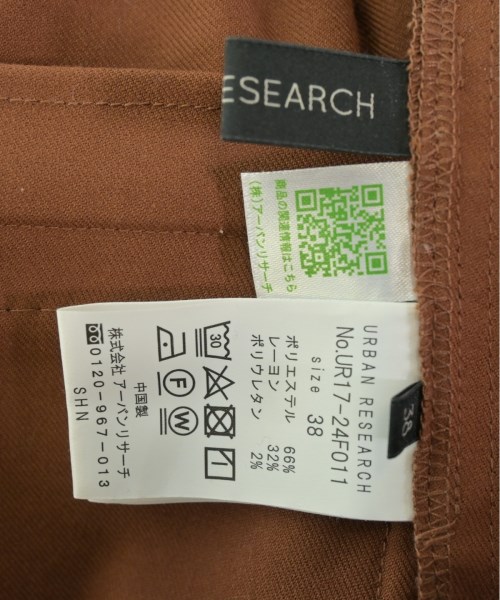 ESEARCH
商品の関連情報はこちら
(株)アーバンリサーチ
URBAN RESEARCH
No.UR17-24F011
size 38
ポリエステル 66%
レーヨン 32%
ポリウレタン 2%
30
F
W
中国製
株式会社 アーバンリサーチ
0120-967-013
SHN
38